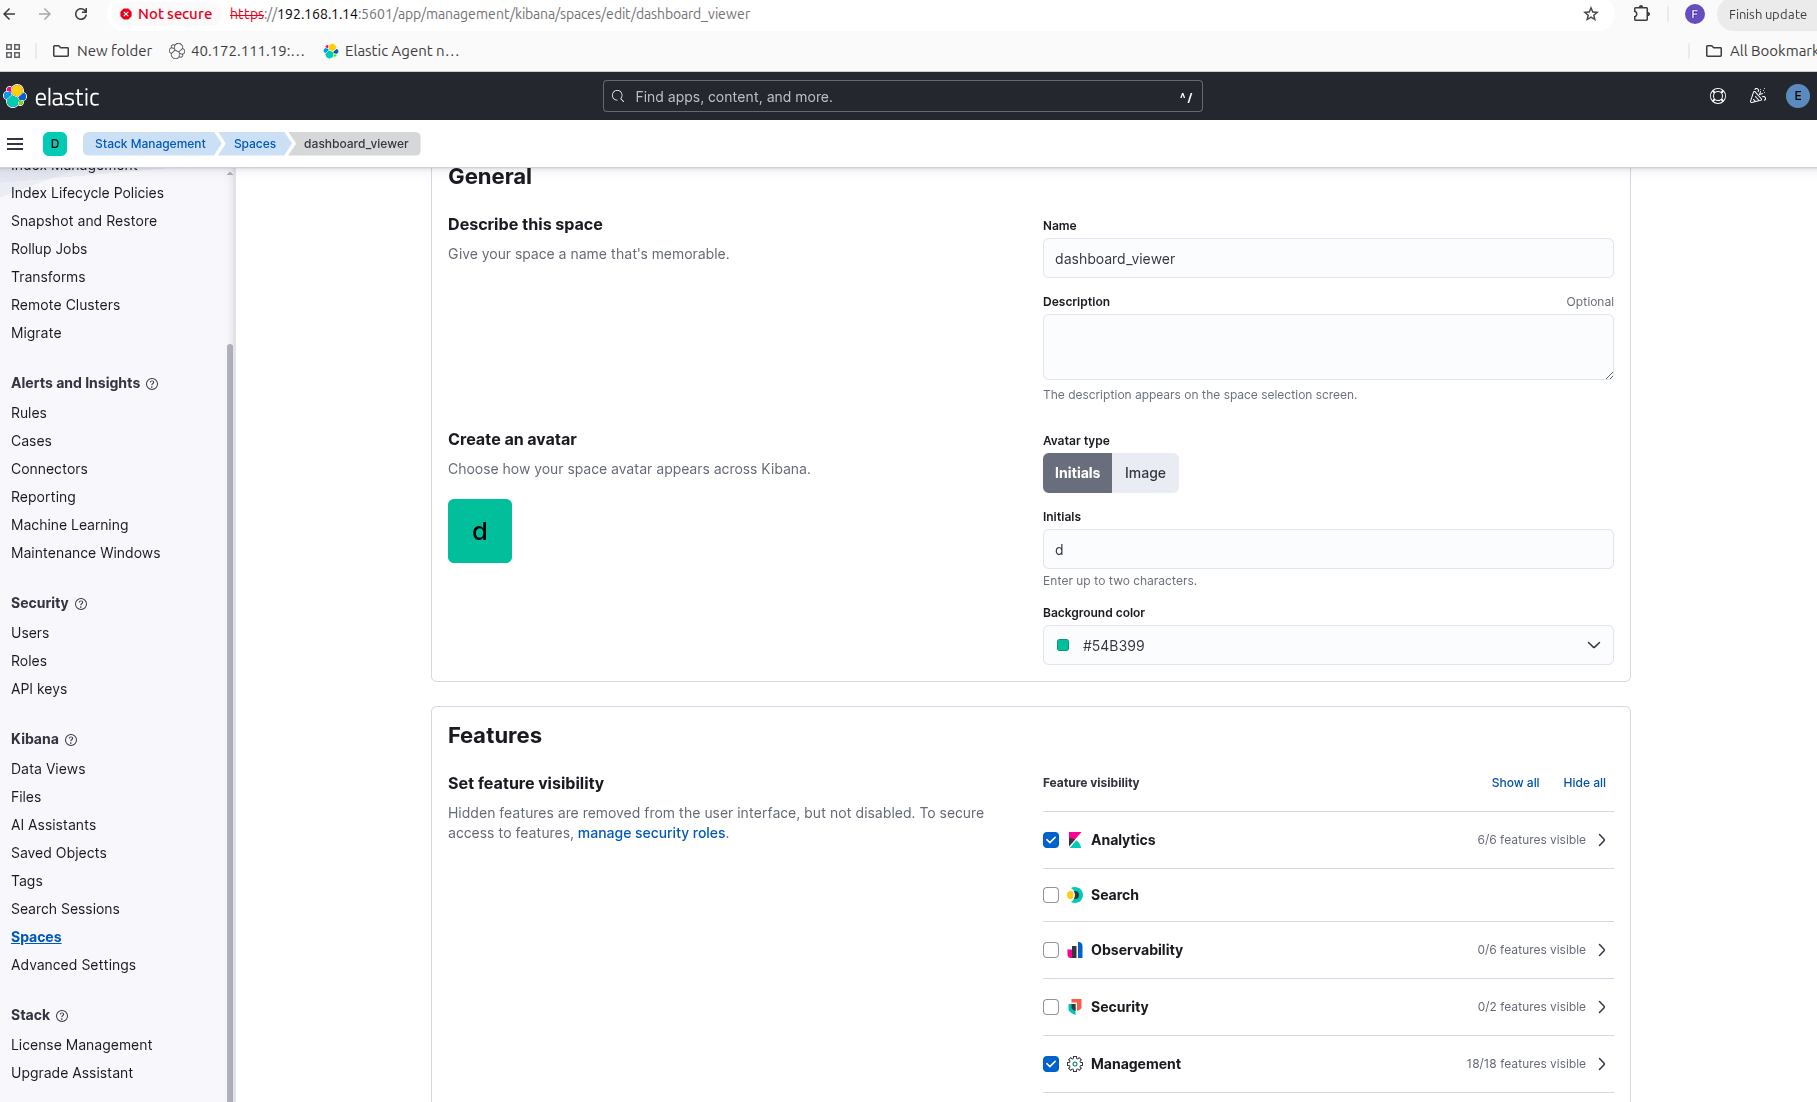 Not secure https://192.168.1.14:5601/app/management/kibana/spaces/edit/dashboard_viewer F Finish update
New folder 40.172.111.19:... Elastic Agent n... All Bookmark
elastic Find apps, content, and more. ^/ E
D Stack Management Spaces dashboard_viewer
Index Management
Index Lifecycle Policies
Snapshot and Restore
Rollup Jobs
Transforms
Remote Clusters
Migrate
Alerts and Insights
Rules
Cases
Connectors
Reporting
Machine Learning
Maintenance Windows
Security
Users
Roles
API keys
Kibana
Data Views
Files
AI Assistants
Saved Objects
Tags
Search Sessions
Spaces
Advanced Settings
Stack
License Management
Upgrade Assistant
General
Describe this space
Give your space a name that's memorable.
Name
dashboard_viewer
Description Optional
The description appears on the space selection screen.
Create an avatar
Choose how your space avatar appears across Kibana.
d
Avatar type
Initials Image
Initials
d
Enter up to two characters.
Background color
#54B399
Features
Set feature visibility
Hidden features are removed from the user interface, but not disabled. To secure
access to features, manage security roles.
Feature visibility Show all Hide all
Analytics 6/6 features visible
Search
Observability 0/6 features visible
Security 0/2 features visible
Management 18/18 features visible